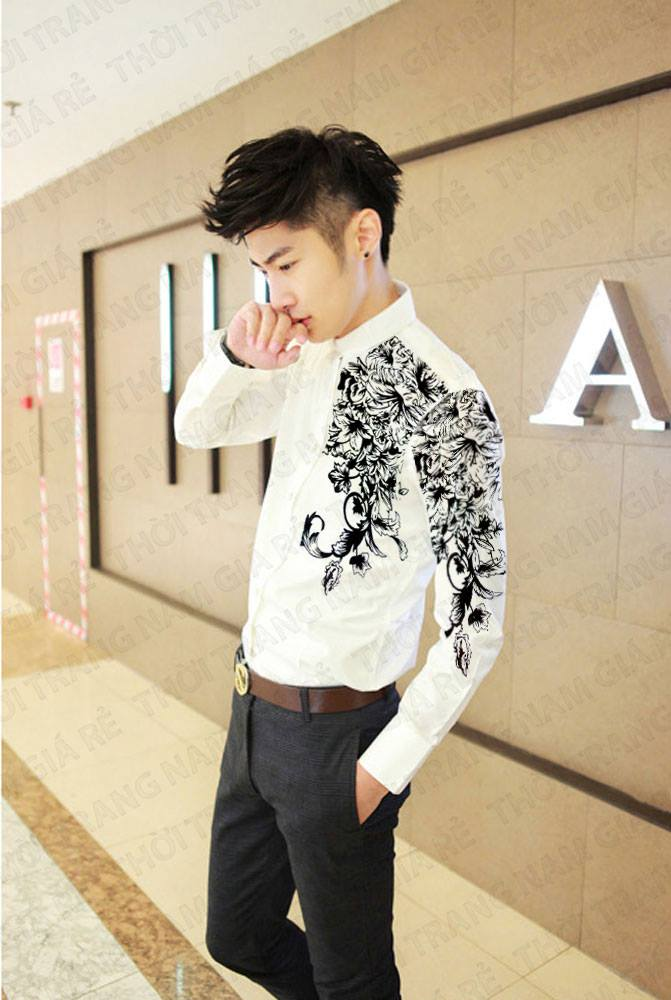 THỜI TRANG NAM GIÁ RẺ
A